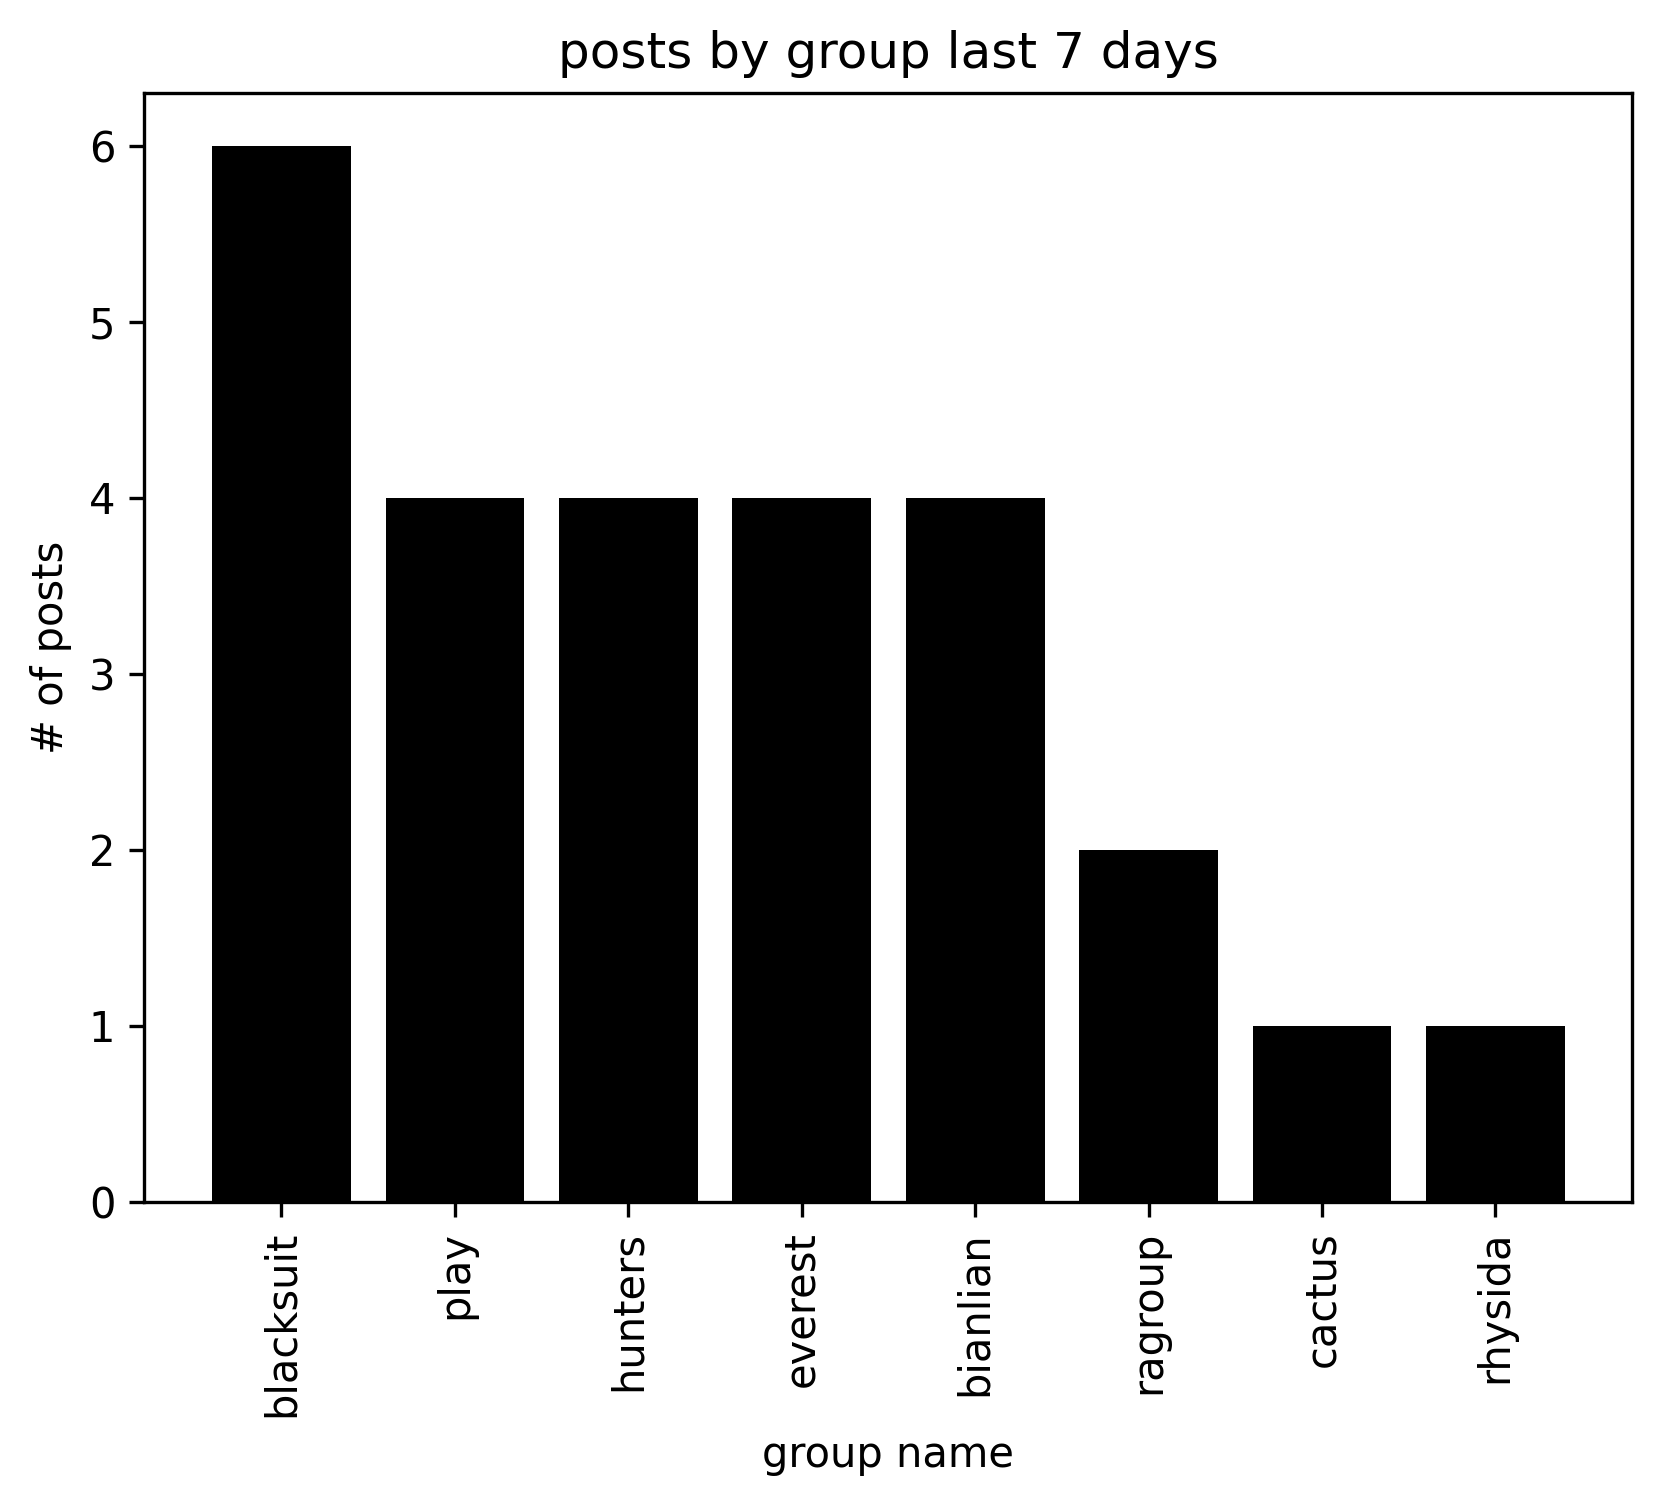 posts by group last 7 days
6
5
4
3
2
1
0
# of posts
blacksuit
play
hunters
everest
bianlian
ragroup
cactus
rhysida
group name